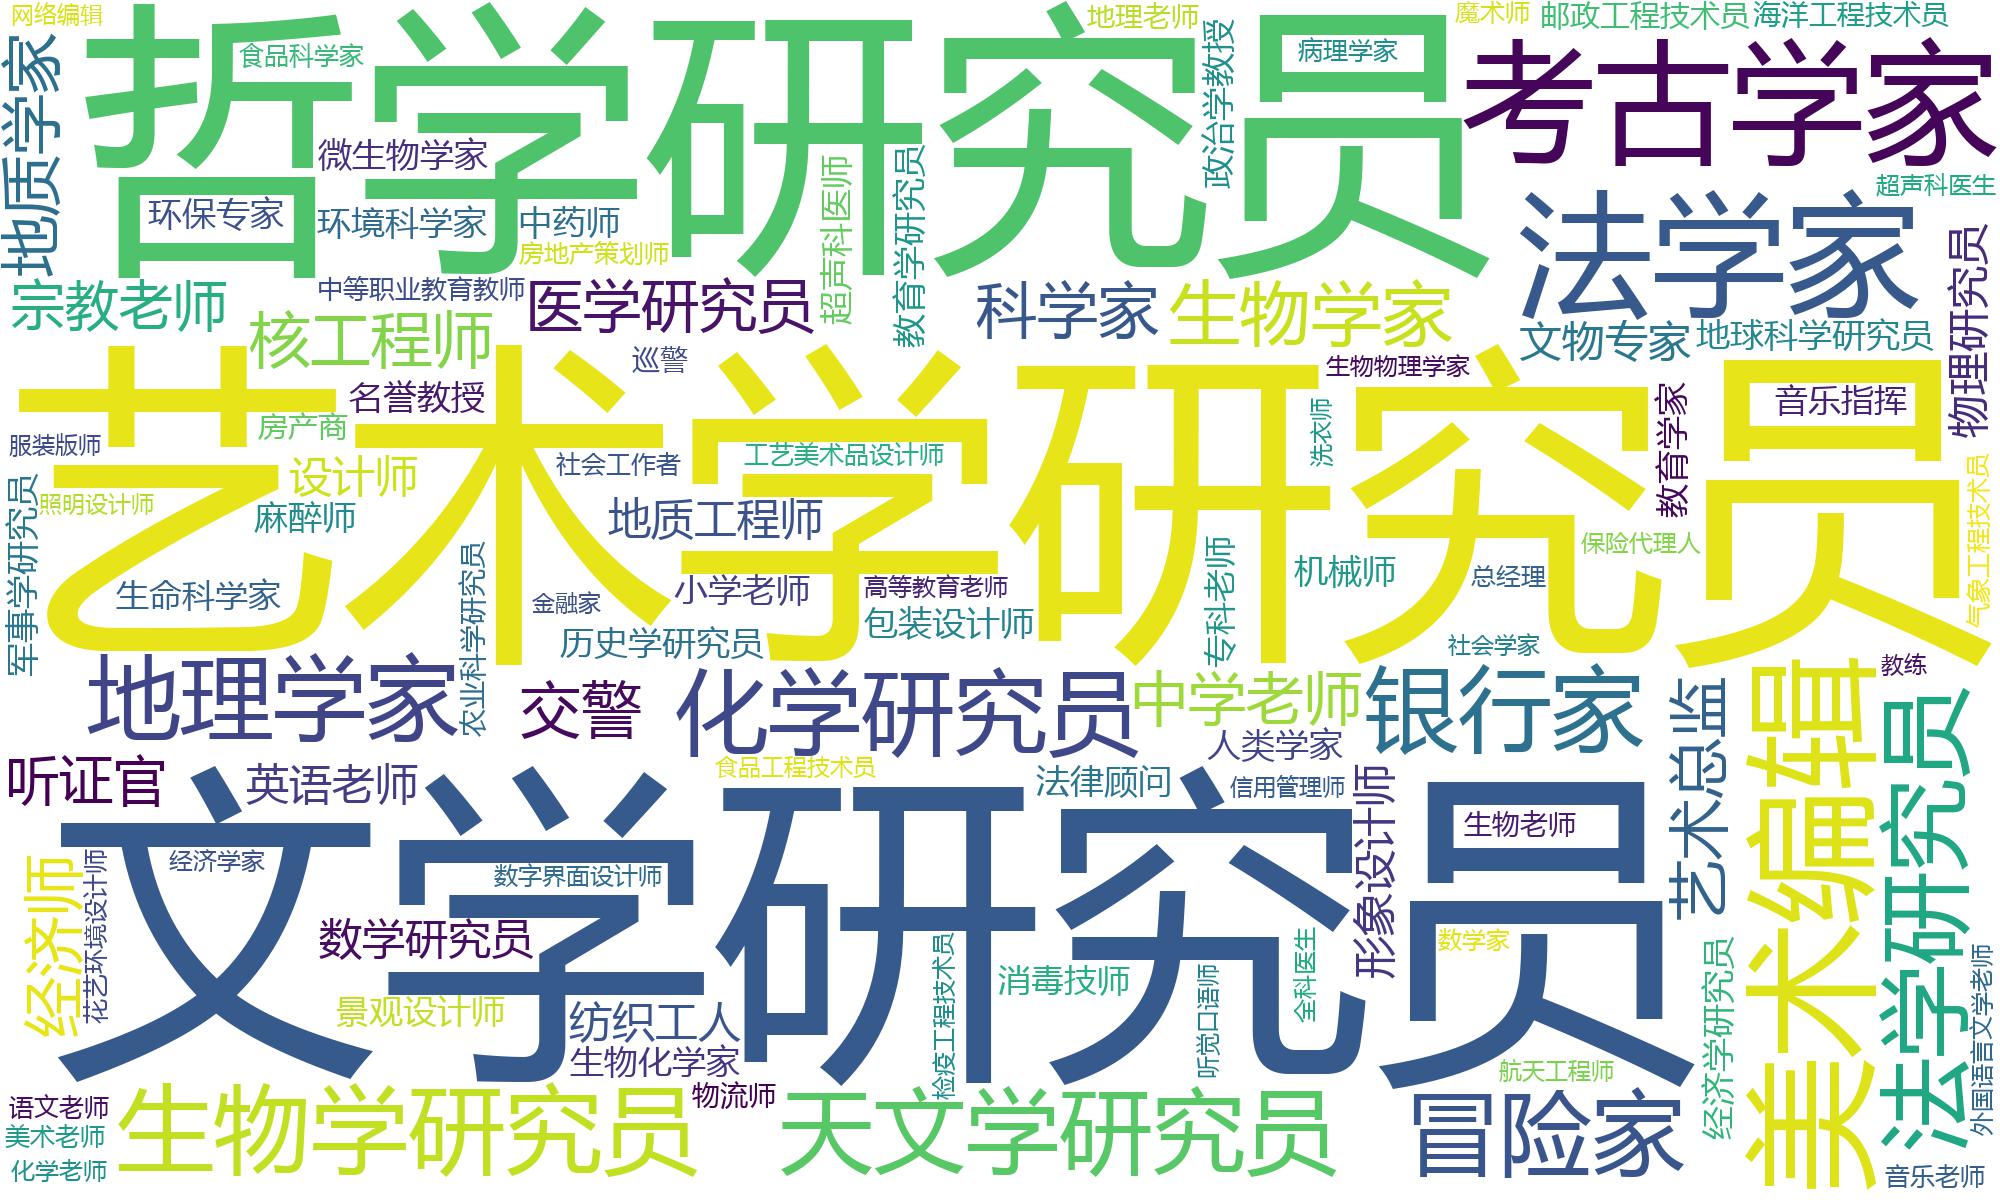 网络编辑
地理老师
魔术师
邮政工程技术员
海洋工程技术员
哲学研究员
食品科学家
病理学家
考古学家
地质学家
政治学教授
微生物学家
超声科医师
教育学研究员
超声科医生
环保专家
环境科学家
中药师
法学家
房地产策划师
物理研究员
宗教老师
中等职业教育教师
医学研究员
科学家
生物学家
核工程师
文物专家
地球科学研究员
巡警
生物物理学家
艺术学研究员
名誉教授
教育学家
音乐指挥
房产商
洗衣师
服装版师
设计师
社会工作者
工艺美术品设计师
军事学研究员
照明设计师
气象工程技术员
麻醉师
地质工程师
农业科学研究员
专科老师
保险代理人
生命科学家
小学老师
高等教育老师
机械师
总经理
金融家
包装设计师
历史学研究员
社会学家
地理学家
交警
化学研究员
中学老师
银行家
艺术总监
美术编辑
教练
法学研究员
人类学家
听证官
英语老师
食品工程技术员
法律顾问
信用管理师
形象设计师
文学研究员
生物老师
经济师
花艺环境设计师
经济学家
数字界面设计师
数学研究员
检疫工程技术员
消毒技师
听觉口语师
全科医生
数学家
经济学研究员
外国语言文学老师
景观设计师
纺织工人
生物化学家
航天工程师
语文老师
生物学研究员
物流师
天文学研究员
冒险家
美术老师
化学老师
音乐老师